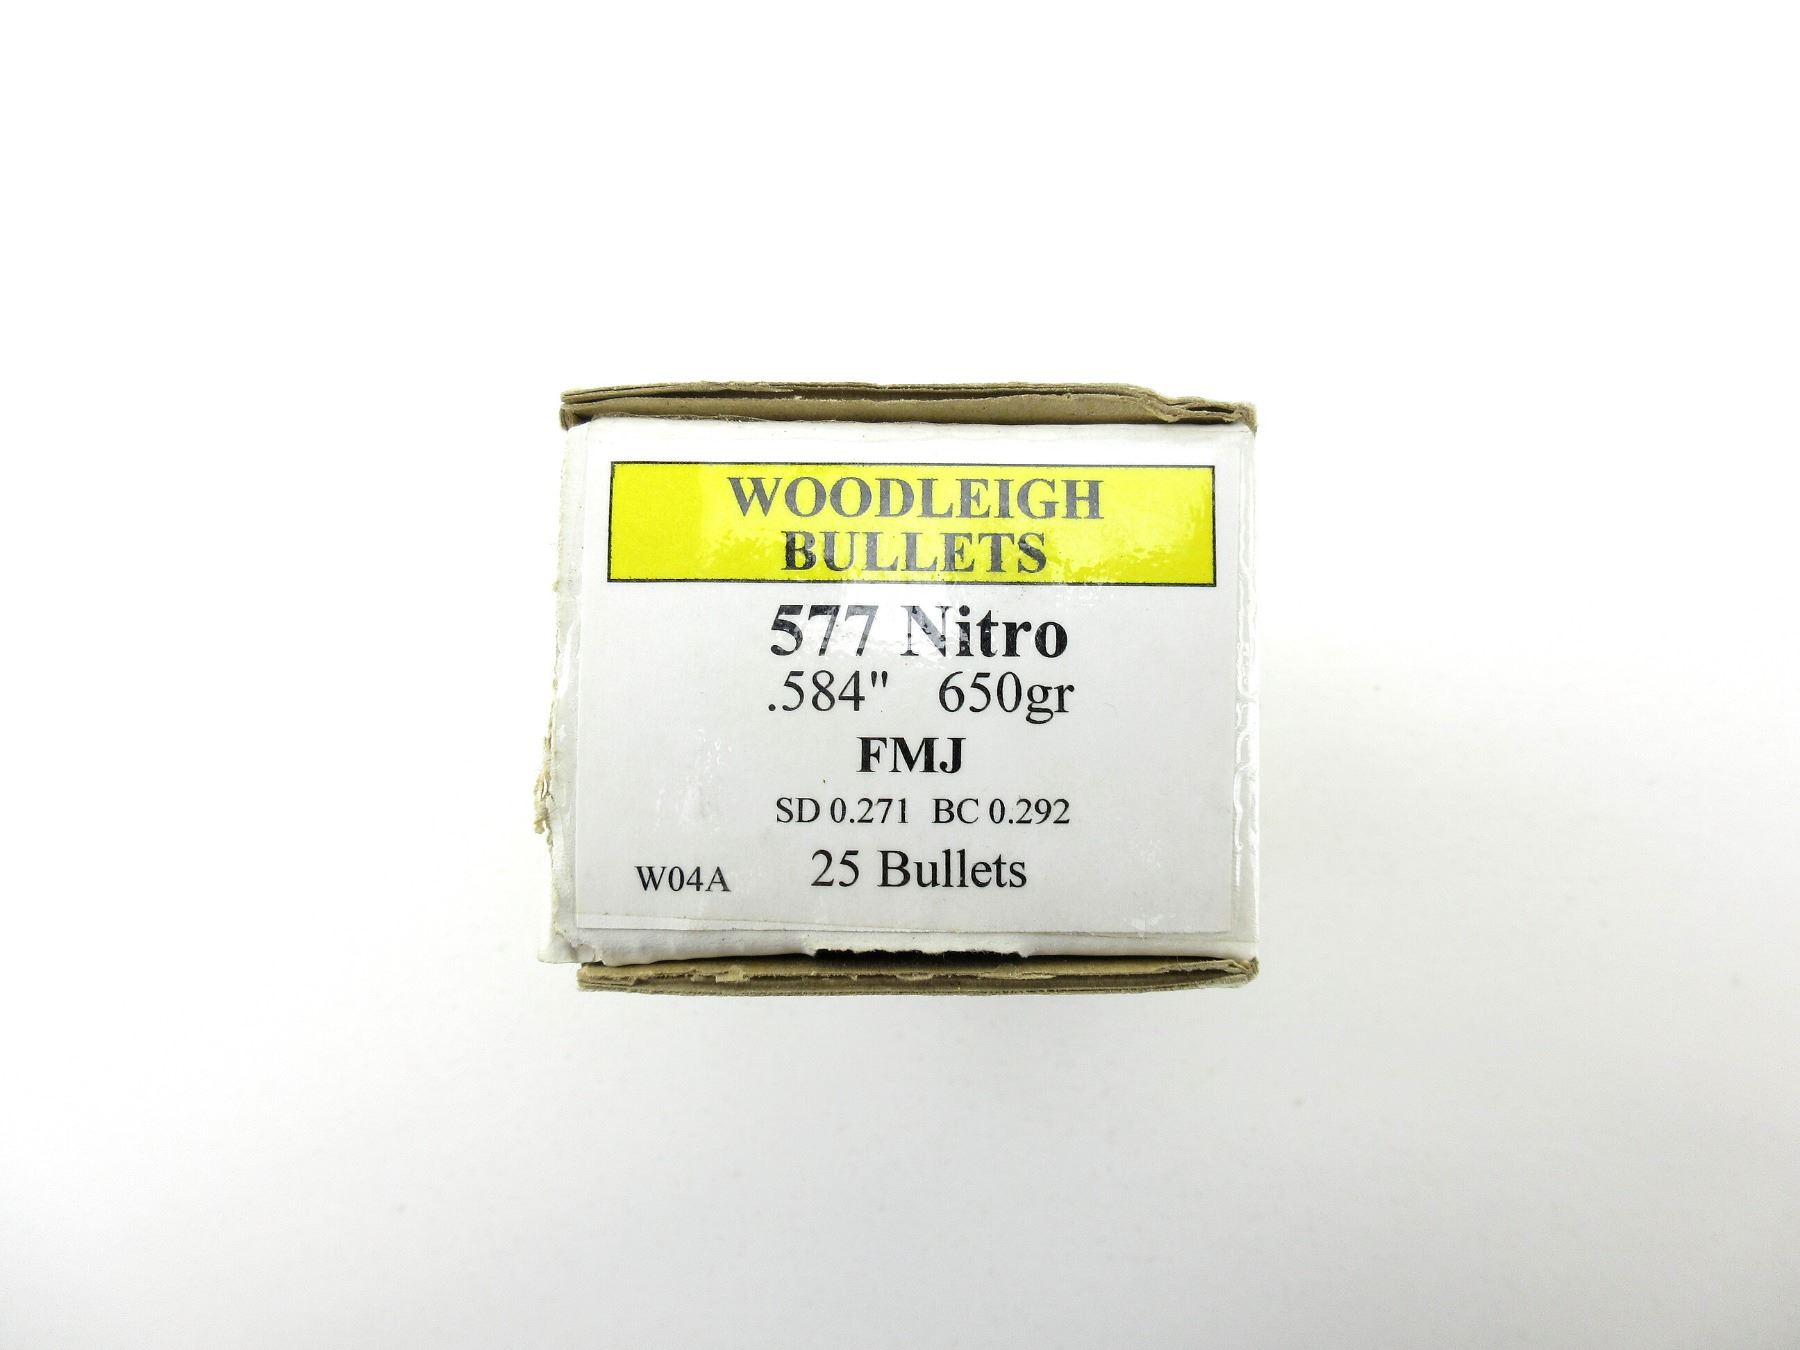 WOODLEIGH
BULLETS
577 Nitro
.584" 650gr
FMJ
SD 0.271 BC 0.292
25 Bullets
W04A